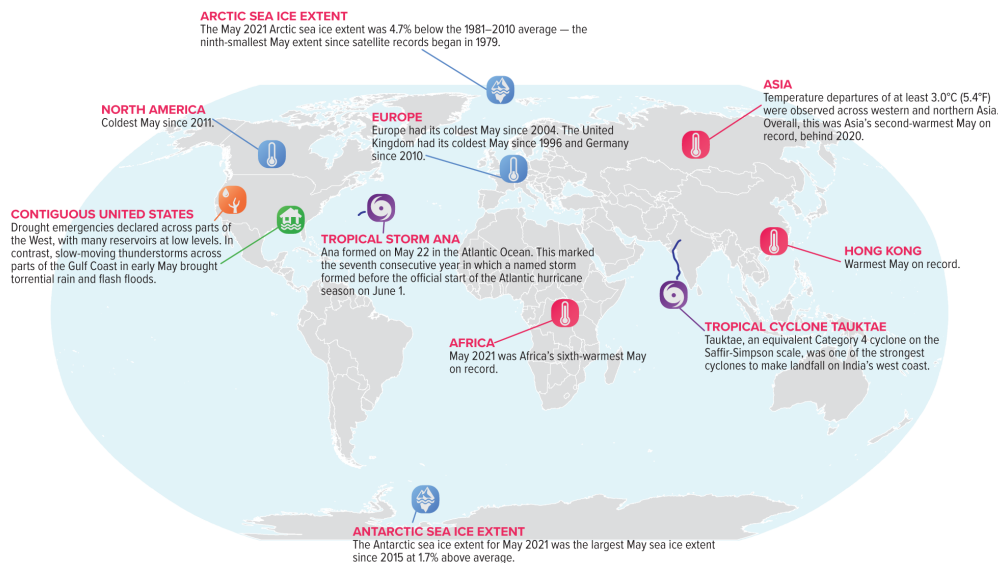 ARCTIC SEA ICE EXTENT
The May 2021 Arctic sea ice extent was 4.7% below the 1981–2010 average — the
ninth-smallest May extent since satellite records began in 1979.
ASIA
Temperature departures of at least 3.0°C (5.4°F)
were observed across western and northern Asia.
Overall, this was Asia's second-warmest May on
record, behind 2020.
NORTH AMERICA
Coldest May since 2011.
EUROPE
Europe had its coldest May since 2004. The United
Kingdom had its coldest May since 1996 and Germany
since 2010.
CONTIGUOUS UNITED STATES
Drought emergencies declared across parts of
the West, with many reservoirs at low levels. In
contrast, slow-moving thunderstorms across
parts of the Gulf Coast in early May brought
torrential rain and flash floods.
TROPICAL STORM ANA
Ana formed on May 22 in the Atlantic Ocean. This marked
the seventh consecutive year in which a named storm
formed before the official start of the Atlantic hurricane
season on June 1.
HONG KONG
Warmest May on record.
AFRICA
May 2021 was Africa's sixth-warmest May
on record.
TROPICAL CYCLONE TAUKTAE
Tauktae, an equivalent Category 4 cyclone on the
Saffir-Simpson scale, was one of the strongest
cyclones to make landfall on India's west coast.
ANTARCTIC SEA ICE EXTENT
The Antarctic sea ice extent for May 2021 was the largest May sea ice extent
since 2015 at 1.7% above average.